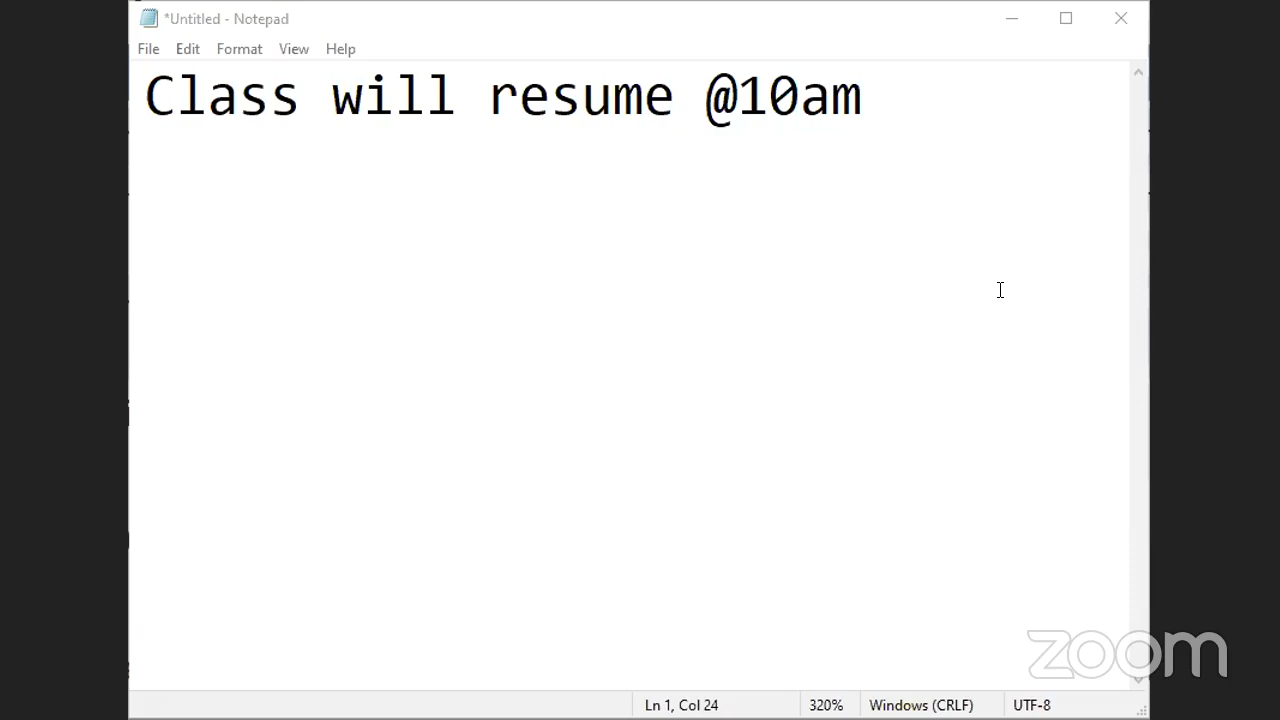 *Untitled - Notepad
File Edit Format View Help
Class will resume @10am
zoom
Ln 1, Col 24 320% Windows (CRLF) UTF-8